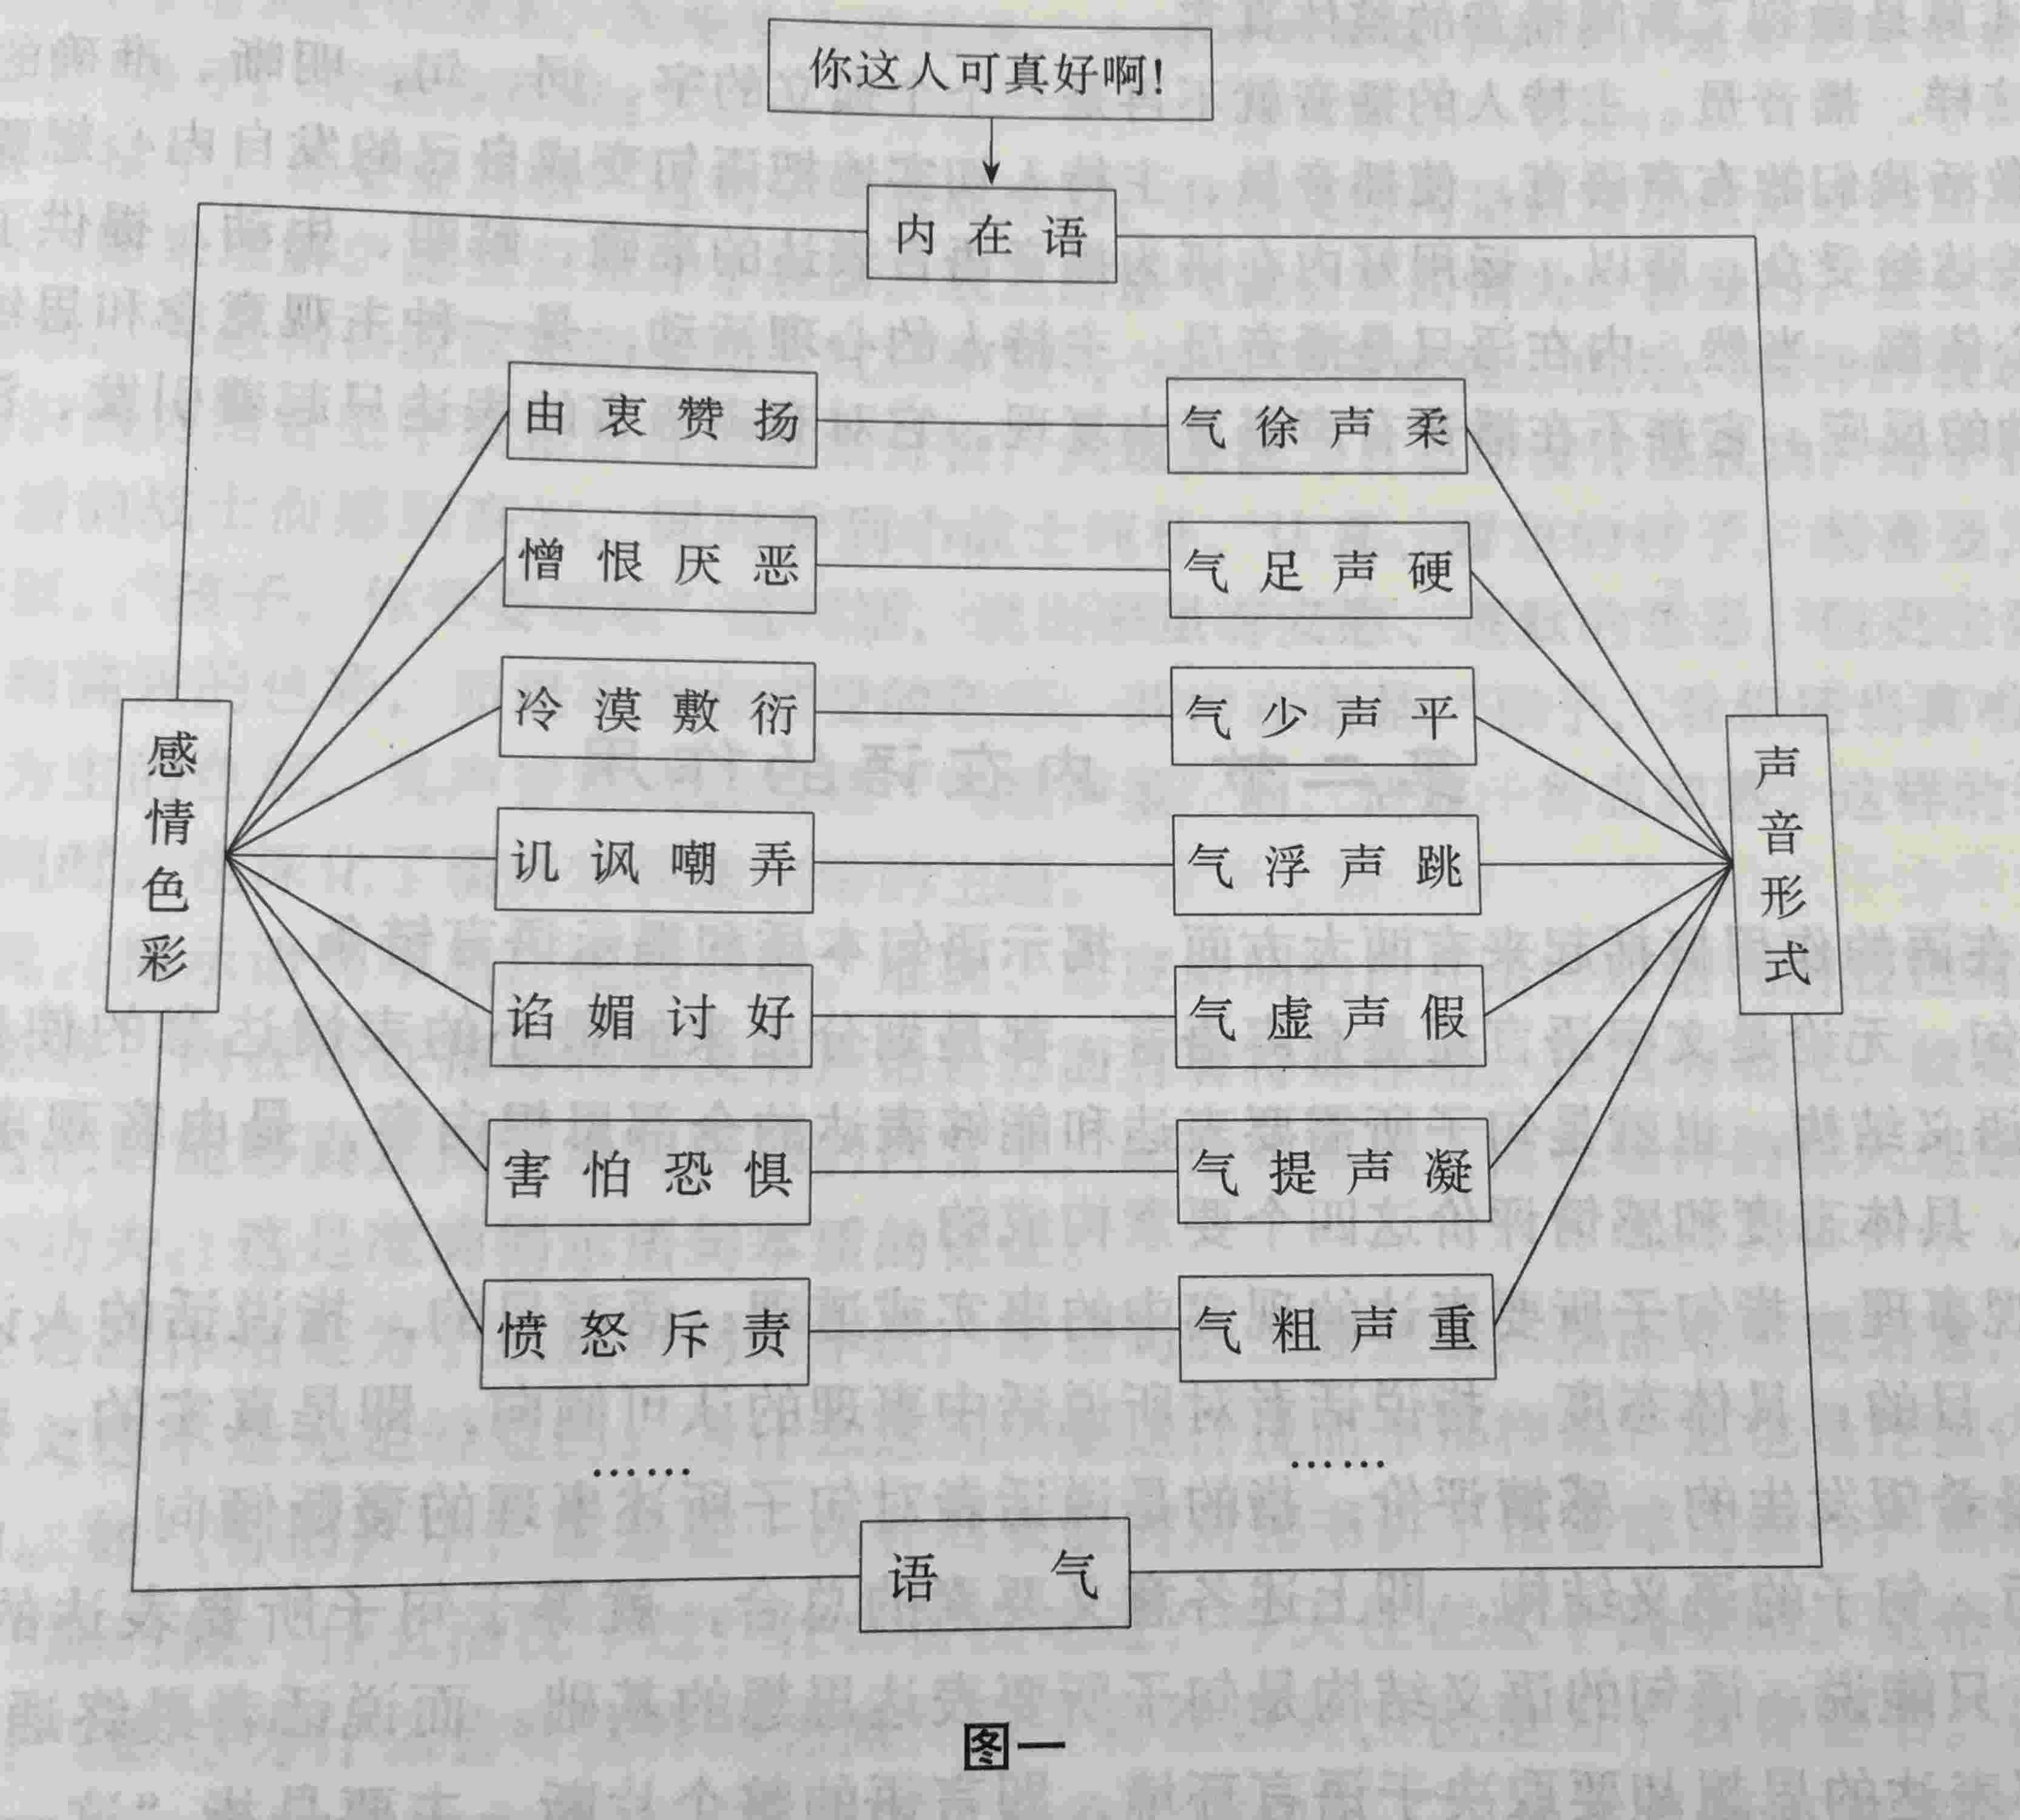 你这人可真好啊!
内在语
由衷赞扬 气徐声柔
憎恨厌恶 气足声硬
冷漠敷衍 气少声平
讥讽嘲弄 气浮声跳
谄媚讨好 气虚声假
害怕恐惧 气提声凝
愤怒斥责 气粗声重
感情色彩
声音形式
…… ……
语气
图一